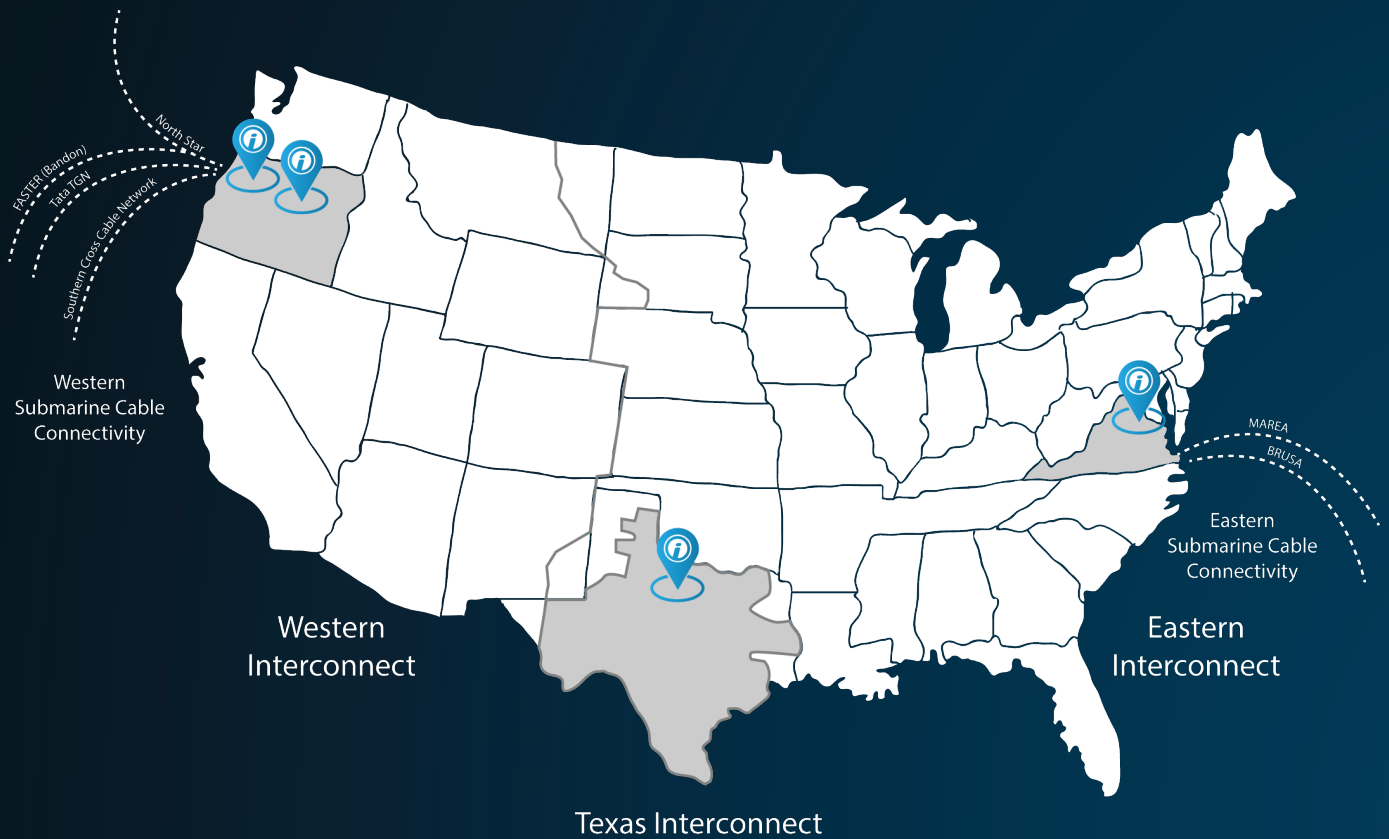 North Star
FASTER (Bandon)
Tata TGN
Southern Cross Cable Network
Western
Submarine Cable
Connectivity
MAREA
BRUSA
Eastern
Submarine Cable
Connectivity
Western
Interconnect
Eastern
Interconnect
Texas Interconnect
i
i
i
i